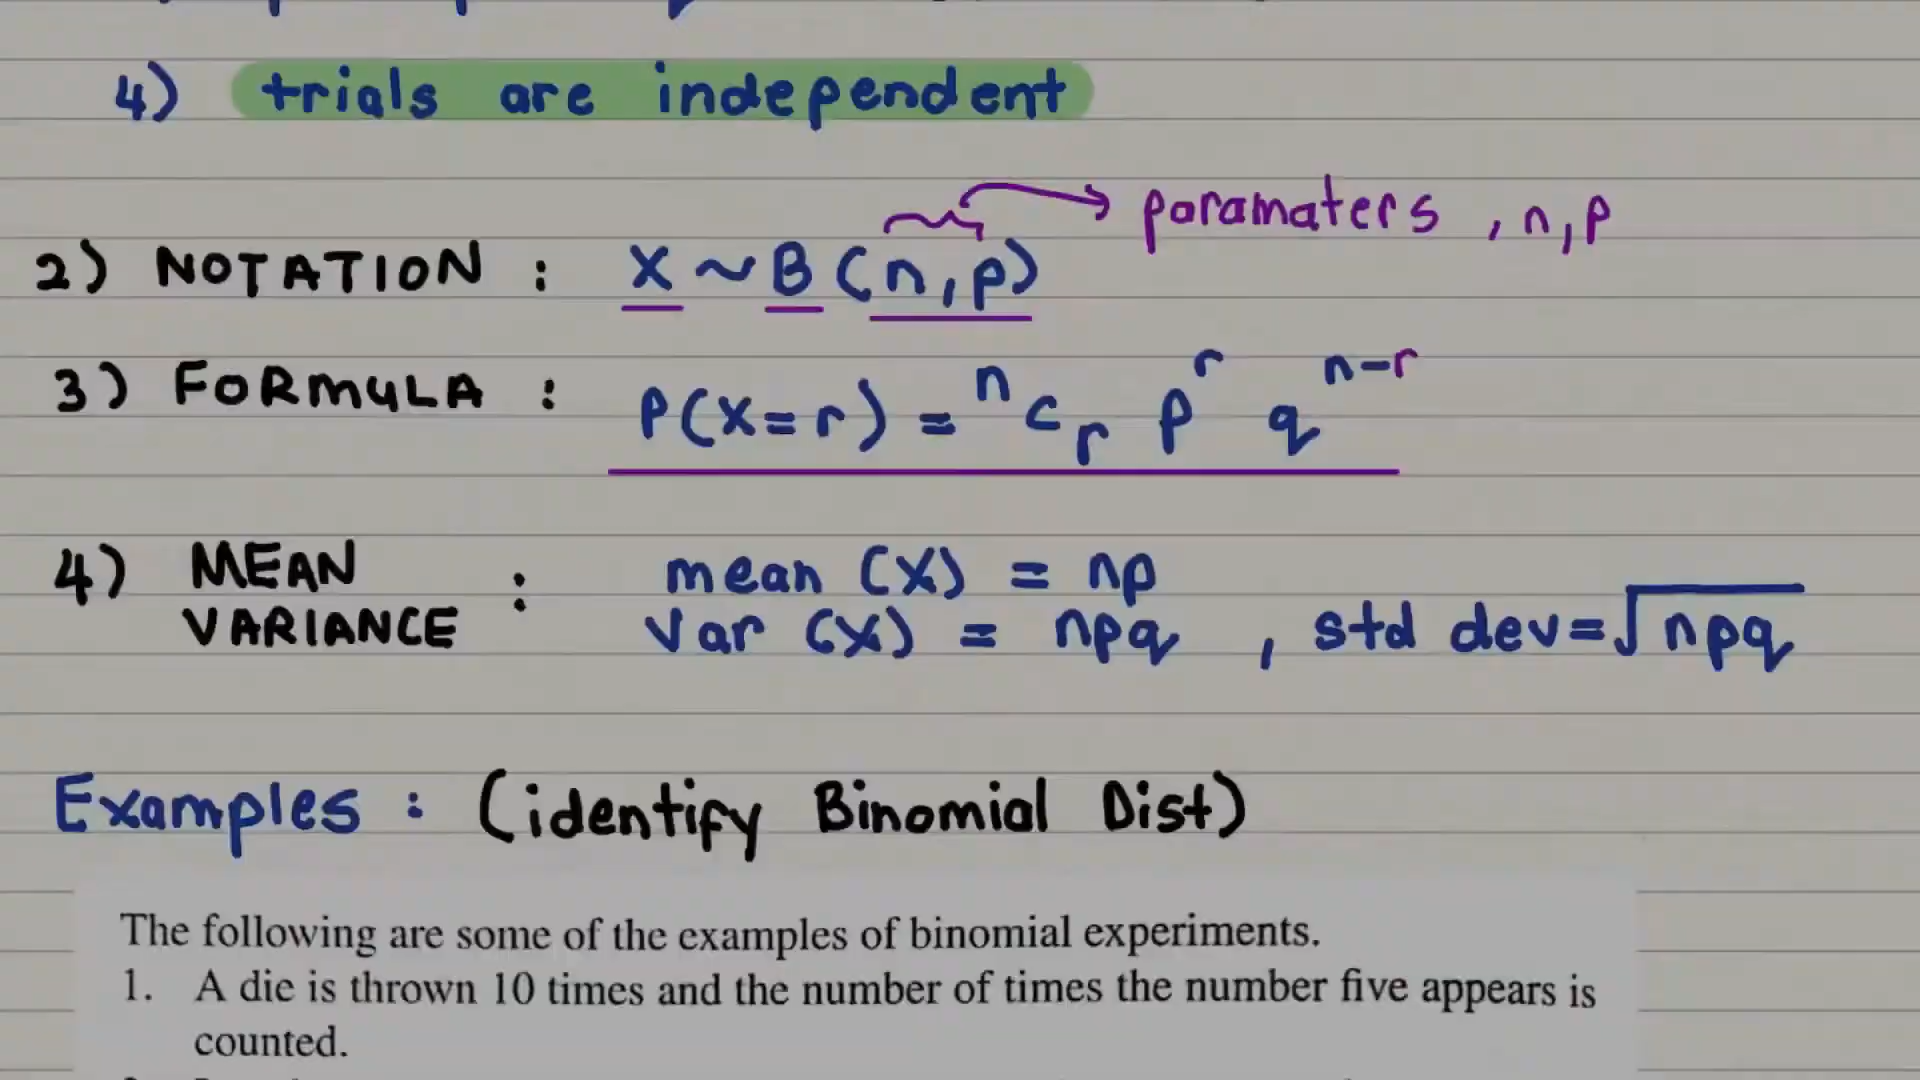 4) trials are independent
paramaters , n,p
2) NOTATION : X ~ B (n,p)
3) FORMULA : P(X=r) = ⁿCᵣ pʳ qⁿ⁻ʳ
4) MEAN : mean (X) = np
VARIANCE Var (X) = npq , std dev=√npq
Examples : (identify Binomial Dist)
The following are some of the examples of binomial experiments.
1. A die is thrown 10 times and the number of times the number five appears is
counted.